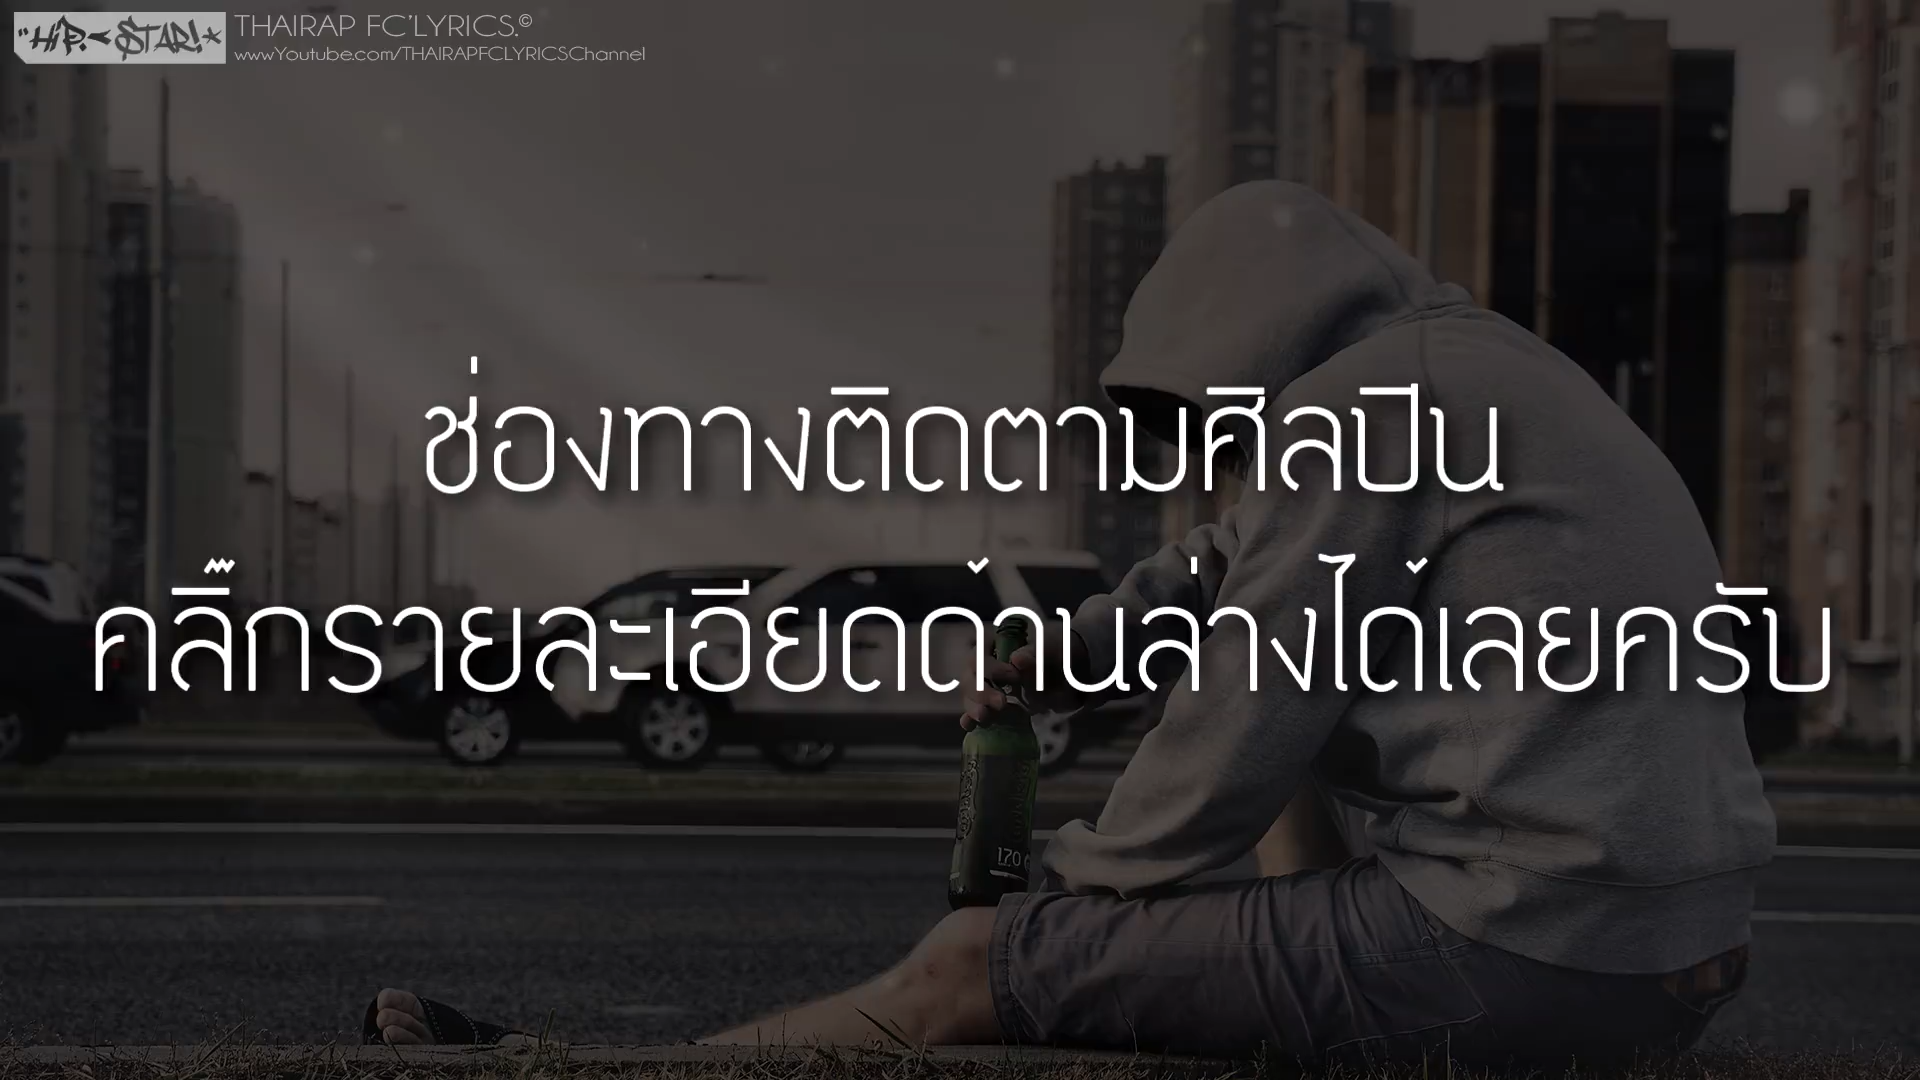 "HiP.<STAR!*
THAIRAP FC'LYRICS.©
www.Youtube.com/THAIRAPFCLYRICSChannel
ช่องทางติดตามศิลปิน
คลิ๊กรายละเอียดด้านล่างได้เลยครับ
170